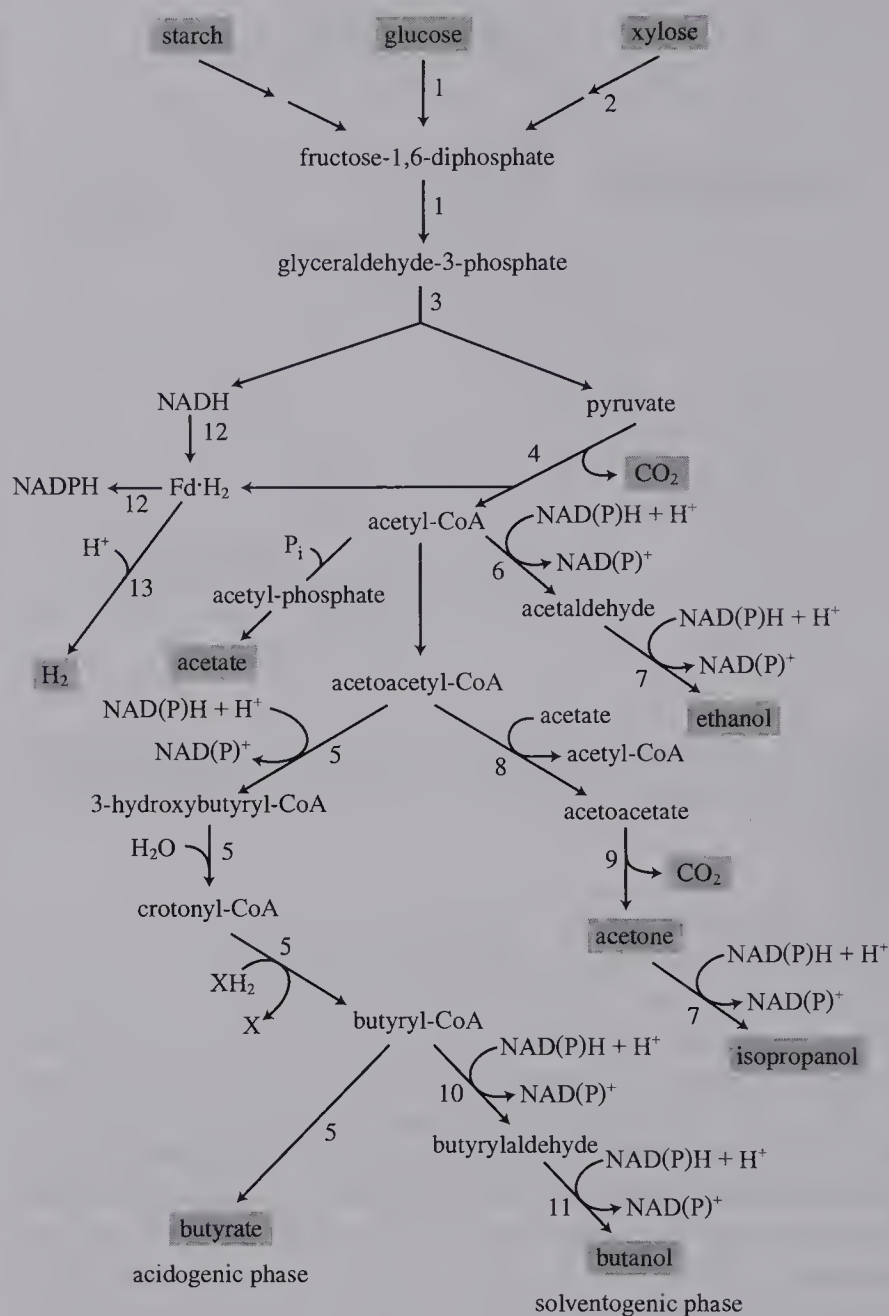 starch glucose xylose
1
2
fructose-1,6-diphosphate
1
glyceraldehyde-3-phosphate
3
NADH
pyruvate
12
4
CO₂
NADPH 12 Fd·H₂
acetyl-CoA
NAD(P)H + H⁺
Pᵢ
6
NAD(P)⁺
H⁺
13
acetyl-phosphate
acetaldehyde
NAD(P)H + H⁺
H₂
acetate
7
NAD(P)⁺
acetoacetyl-CoA
ethanol
NAD(P)H + H⁺
acetate
NAD(P)⁺
5
8
acetyl-CoA
3-hydroxybutyryl-CoA
acetoacetate
H₂O 5
9
CO₂
crotonyl-CoA
acetone
5
NAD(P)H + H⁺
XH₂
X
7
NAD(P)⁺
butyryl-CoA
isopropanol
NAD(P)H + H⁺
10
NAD(P)⁺
5
butyrylaldehyde
NAD(P)H + H⁺
11
NAD(P)⁺
butyrate
butanol
acidogenic phase
solventogenic phase